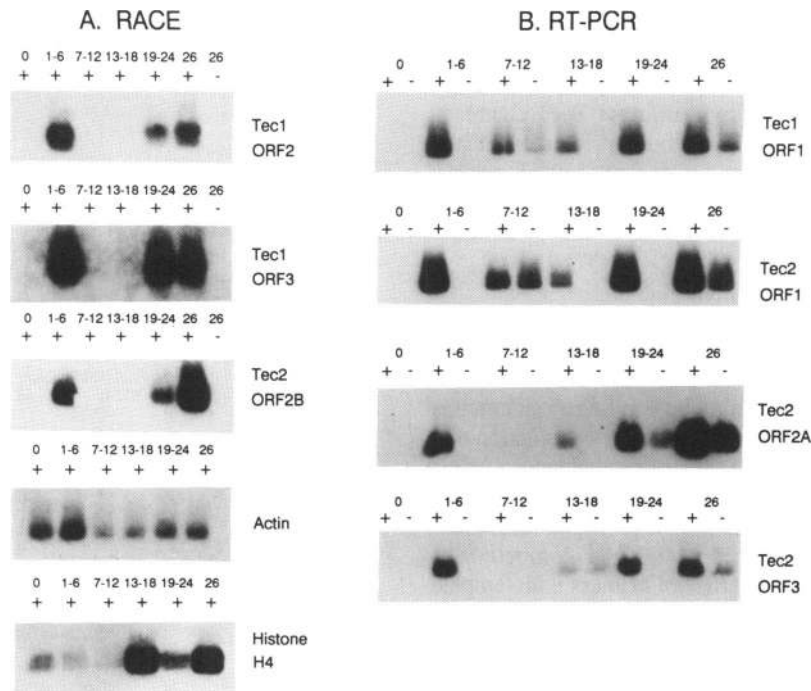 A. RACE
0 1-6 7-12 13-18 19-24 26 26
+ + + + + + -
Tec1
ORF2
0 1-6 7-12 13-18 19-24 26 26
+ + + + + + -
Tec1
ORF3
0 1-6 7-12 13-18 19-24 26 26
+ + + + + + -
Tec2
ORF2B
0 1-6 7-12 13-18 19-24 26
+ + + + + +
Actin
0 1-6 7-12 13-18 19-24 26
+ + + + + +
Histone
H4
B. RT-PCR
0 1-6 7-12 13-18 19-24 26
+ - + - + - + - + - + -
Tec1
ORF1
0 1-6 7-12 13-18 19-24 26
+ - + - + - + - + - + -
Tec2
ORF1
0 1-6 7-12 13-18 19-24 26
+ - + - + - + - + - + -
Tec2
ORF2A
0 1-6 7-12 13-18 19-24 26
+ - + - + - + - + - + -
Tec2
ORF3